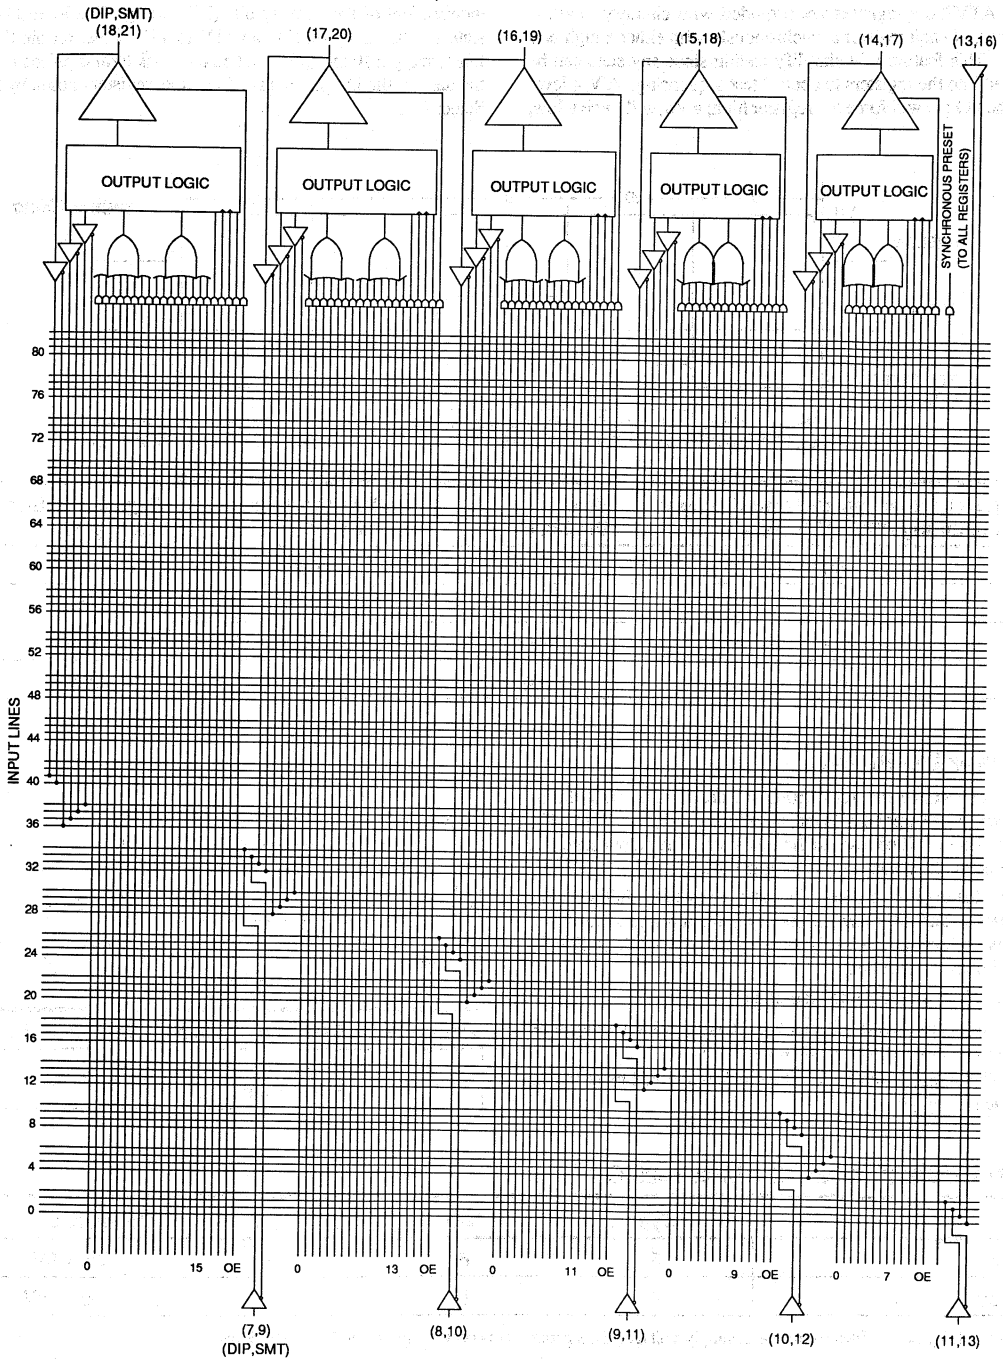 (DIP,SMT)
(18,21)
(17,20)
(16,19)
(15,18)
(14,17)
(13,16)
OUTPUT LOGIC
OUTPUT LOGIC
OUTPUT LOGIC
OUTPUT LOGIC
OUTPUT LOGIC
SYNCHRONOUS PRESET
(TO ALL REGISTERS)
80
76
72
68
64
60
56
52
48
44
40
36
32
28
24
20
16
12
8
4
0
INPUT LINES
0 15 OE
0 13 OE
0 11 OE
0 9 OE
0 7 OE
(7,9)
(DIP,SMT)
(8,10)
(9,11)
(10,12)
(11,13)